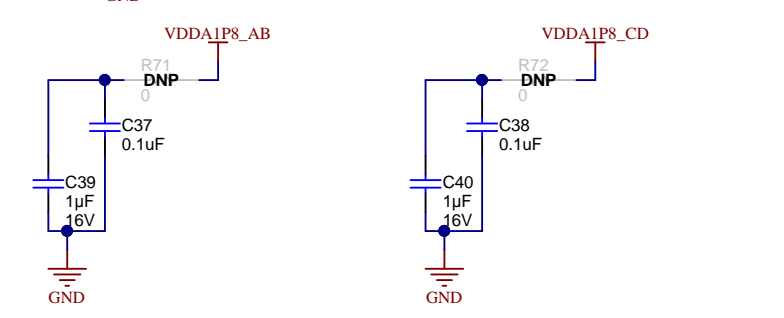 GND
VDDA1P8_AB
R71
DNP
0
C37
0.1uF
C39
1µF
16V
GND
VDDA1P8_CD
R72
DNP
0
C38
0.1uF
C40
1µF
16V
GND